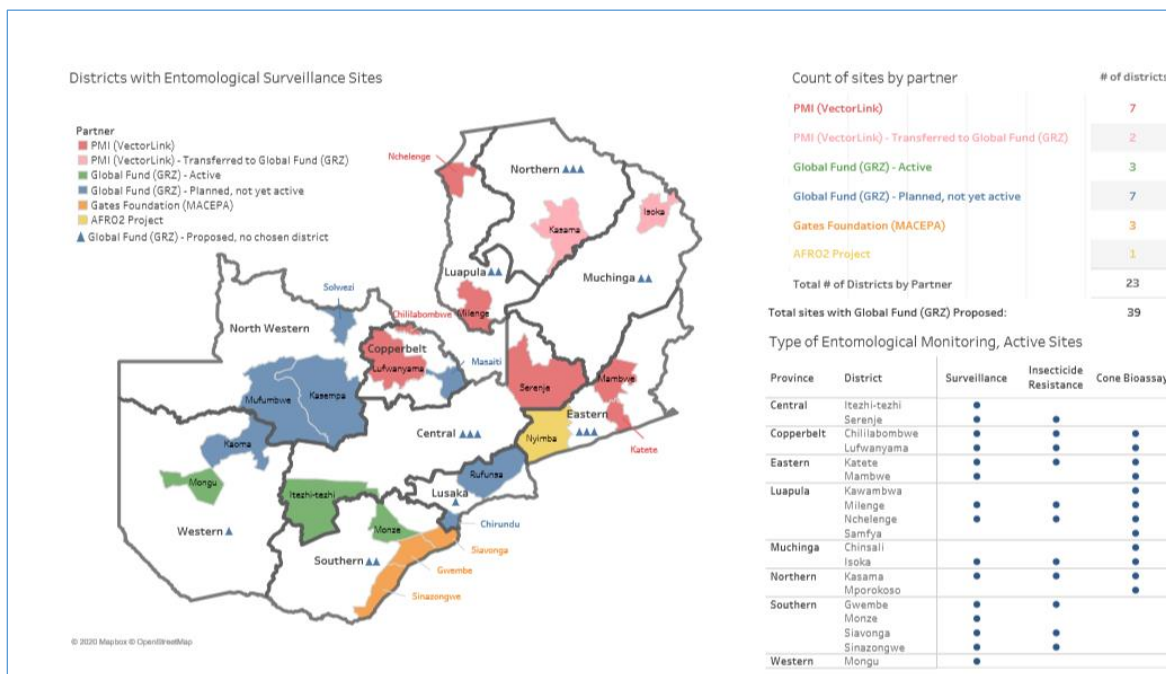 Districts with Entomological Surveillance Sites
Partner
PMI (VectorLink)
PMI (VectorLink) - Transferred to Global Fund (GRZ)
Global Fund (GRZ) - Active
Global Fund (GRZ) - Planned, not yet active
Gates Foundation (MACEPA)
AFRO2 Project
Global Fund (GRZ) - Proposed, no chosen district
Nchelenge
Northern
Isoka
Kasama
Luapula
Muchinga
Solwezi
Milenge
Chililabombwe
North Western
Copperbelt
Masaiti
Lufwanyama
Serenje
Mambwe
Mufumbwe
Kasempa
Eastern
Central
Nyimba
Katete
Kaoma
Rufunsa
Mongu
Itezhi-tezhi
Lusaka
Western
Monze
Chirundu
Southern
Siavonga
Gwembe
Sinazongwe
© 2020 Mapbox © OpenStreetMap
Count of sites by partner # of districts
PMI (VectorLink) 7
PMI (VectorLink) - Transferred to Global Fund (GRZ) 2
Global Fund (GRZ) - Active 3
Global Fund (GRZ) - Planned, not yet active 7
Gates Foundation (MACEPA) 3
AFRO2 Project 1
Total # of Districts by Partner 23
Total sites with Global Fund (GRZ) Proposed: 39
Type of Entomological Monitoring, Active Sites
Province District Surveillance Insecticide Resistance Cone Bioassay
Central Itezhi-tezhi
Serenje
Copperbelt Chililabombwe
Lufwanyama
Eastern Katete
Mambwe
Luapula Kawambwa
Milenge
Nchelenge
Samfya
Muchinga Chinsali
Isoka
Northern Kasama
Mporokoso
Southern Gwembe
Monze
Siavonga
Sinazongwe
Western Mongu